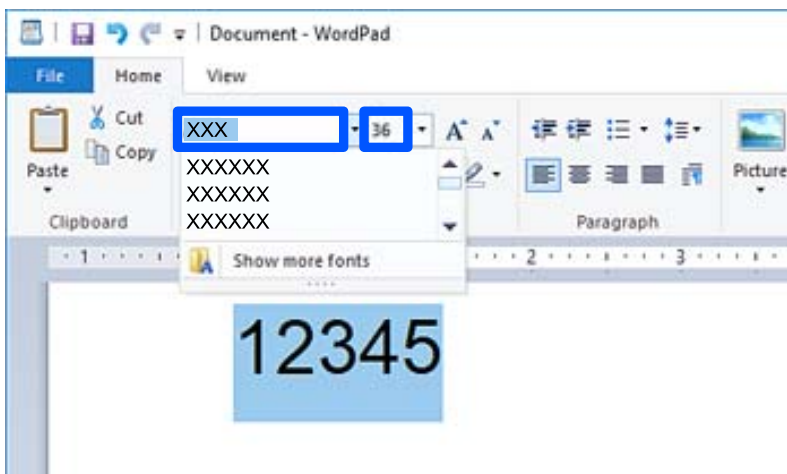 Document - WordPad
File Home View
Cut
Copy
Paste
Clipboard
XXX 36 A A
XXXXXX
XXXXXX
XXXXXX
Show more fonts
Paragraph
Picture
1 2 3
12345